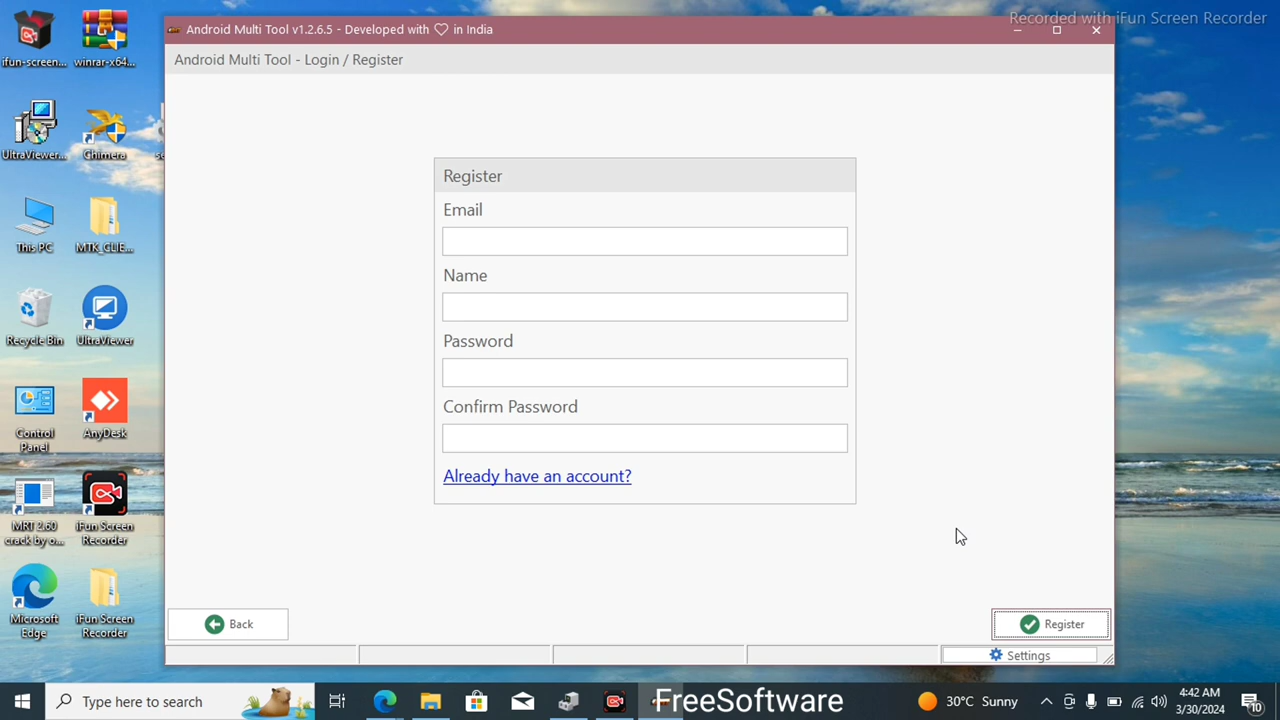 Recorded with iFun Screen Recorder
Android Multi Tool v1.2.6.5 - Developed with ♡ in India
Android Multi Tool - Login / Register
ifun-screen...
winrar-x64...
UltraViewer...
Chimera
This PC
MTK_CLIE...
Recycle Bin
UltraViewer
Control
Panel
AnyDesk
MRT 2.60
crack by o...
iFun Screen
Recorder
Microsoft
Edge
iFun Screen
Recorder
Register
Email
Name
Password
Confirm Password
Already have an account?
Back
Register
Settings
Type here to search
FreeSoftware
30°C Sunny
4:42 AM
3/30/2024
10